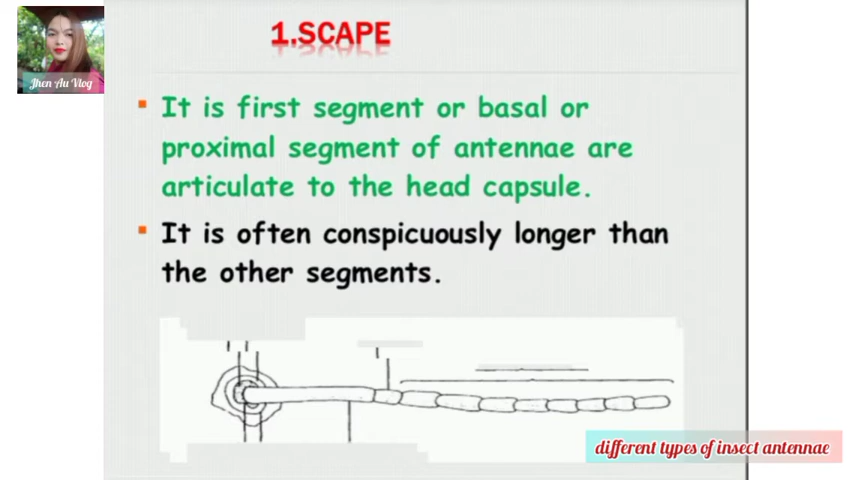 1.SCAPE
Jhen Au Vlog
It is first segment or basal or
proximal segment of antennae are
articulate to the head capsule.
It is often conspicuously longer than
the other segments.
different types of insect antennae